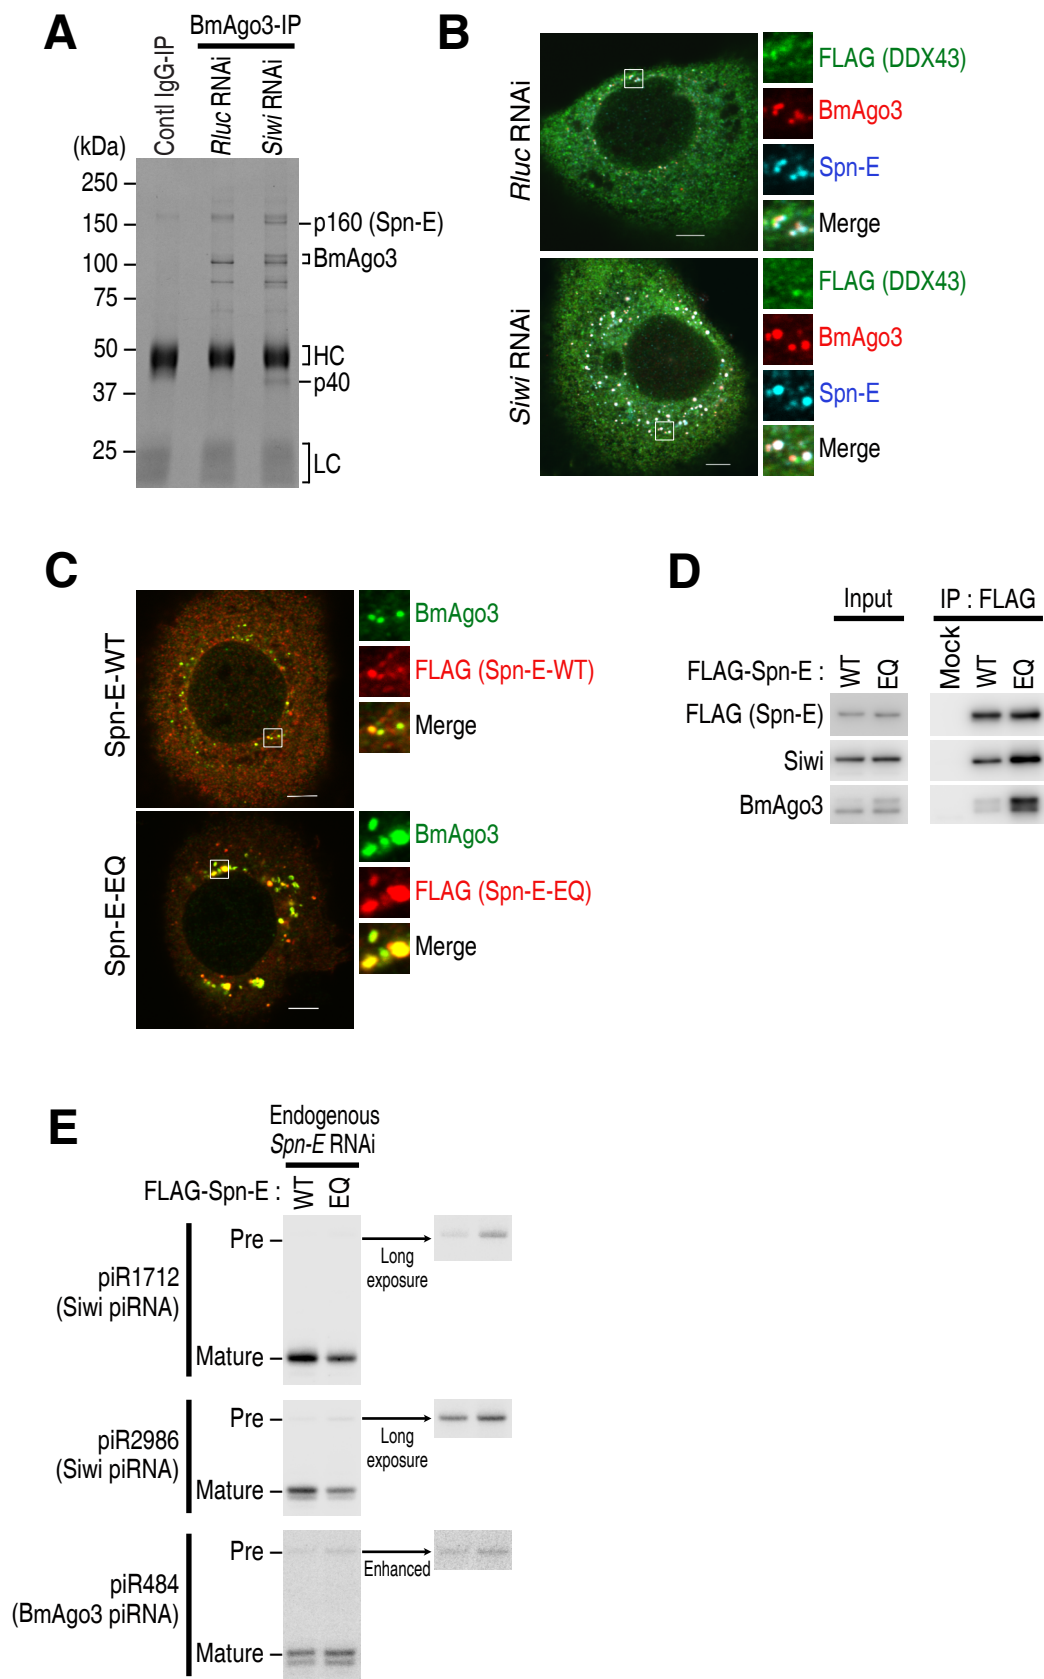 A
BmAgo3-IP
Contl IgG-IP
Rluc RNAi
Siwi RNAi
(kDa)
250
150
100
75
50
37
25
p160 (Spn-E)
BmAgo3
HC
p40
LC
B
Rluc RNAi
FLAG (DDX43)
BmAgo3
Spn-E
Merge
Siwi RNAi
FLAG (DDX43)
BmAgo3
Spn-E
Merge
C
Spn-E-WT
BmAgo3
FLAG (Spn-E-WT)
Merge
Spn-E-EQ
BmAgo3
FLAG (Spn-E-EQ)
Merge
D
Input
IP : FLAG
FLAG-Spn-E :
WT
EQ
Mock
WT
EQ
FLAG (Spn-E)
Siwi
BmAgo3
E
Endogenous
Spn-E RNAi
FLAG-Spn-E :
WT
EQ
piR1712
(Siwi piRNA)
Pre
Long
exposure
Mature
piR2986
(Siwi piRNA)
Pre
Long
exposure
Mature
piR484
(BmAgo3 piRNA)
Pre
Enhanced
Mature